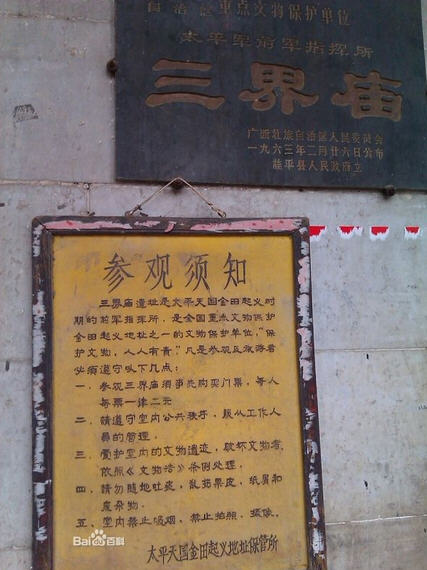 自治区重点文物保护单位
太平军前军指挥所
三界庙
广西壮族自治区人民委员会
一九六三年二月廿六日公布
桂平县人民政府立
参观须知
三界庙遗址是太平天国金田起义时
期的前军指挥所，是全国重点文物保护
金田起义地址之一的文物保护单位，“保
护文物，人人有责”凡是参观及旅游者
必须遵守以下几点：
一、参观三界庙须事先购买门票，每人
每票一律二元
二、请遵守室内公共秩序，服从工作人
员的管理。
三、爱护室内的文物遗迹，破坏文物者，
依照《文物法》条例处理。
四、请勿随地吐痰，乱扔果皮，纸屑和
废杂物。
五、室内禁止吸烟，禁止拍照，摄像。
太平天国金田起义地址保管所
Bai百科